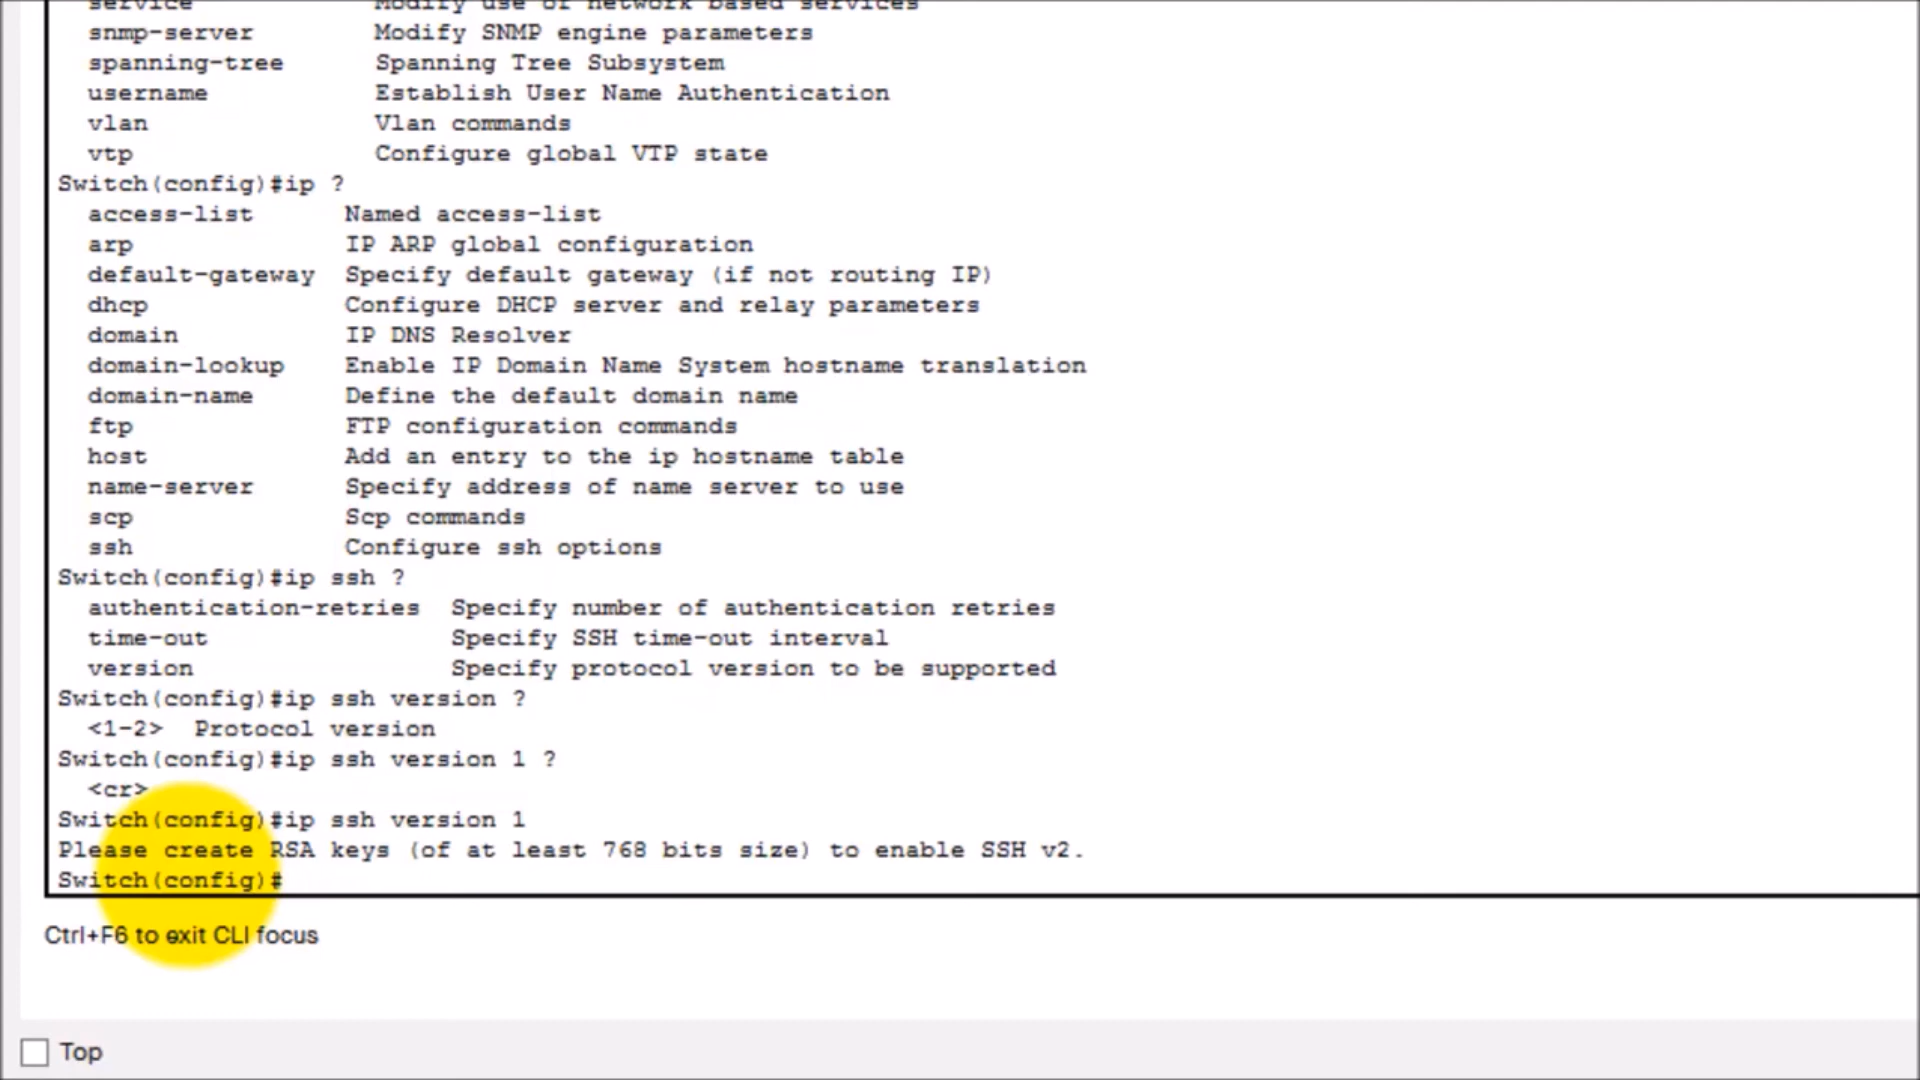 service Modify use of network based services
snmp-server Modify SNMP engine parameters
spanning-tree Spanning Tree Subsystem
username Establish User Name Authentication
vlan Vlan commands
vtp Configure global VTP state
Switch(config)#ip ?
access-list Named access-list
arp IP ARP global configuration
default-gateway Specify default gateway (if not routing IP)
dhcp Configure DHCP server and relay parameters
domain IP DNS Resolver
domain-lookup Enable IP Domain Name System hostname translation
domain-name Define the default domain name
ftp FTP configuration commands
host Add an entry to the ip hostname table
name-server Specify address of name server to use
scp Scp commands
ssh Configure ssh options
Switch(config)#ip ssh ?
authentication-retries Specify number of authentication retries
time-out Specify SSH time-out interval
version Specify protocol version to be supported
Switch(config)#ip ssh version ?
<1-2> Protocol version
Switch(config)#ip ssh version 1 ?
<cr>
Switch(config)#ip ssh version 1
Please create RSA keys (of at least 768 bits size) to enable SSH v2.
Switch(config)#
Ctrl+F6 to exit CLI focus
Top